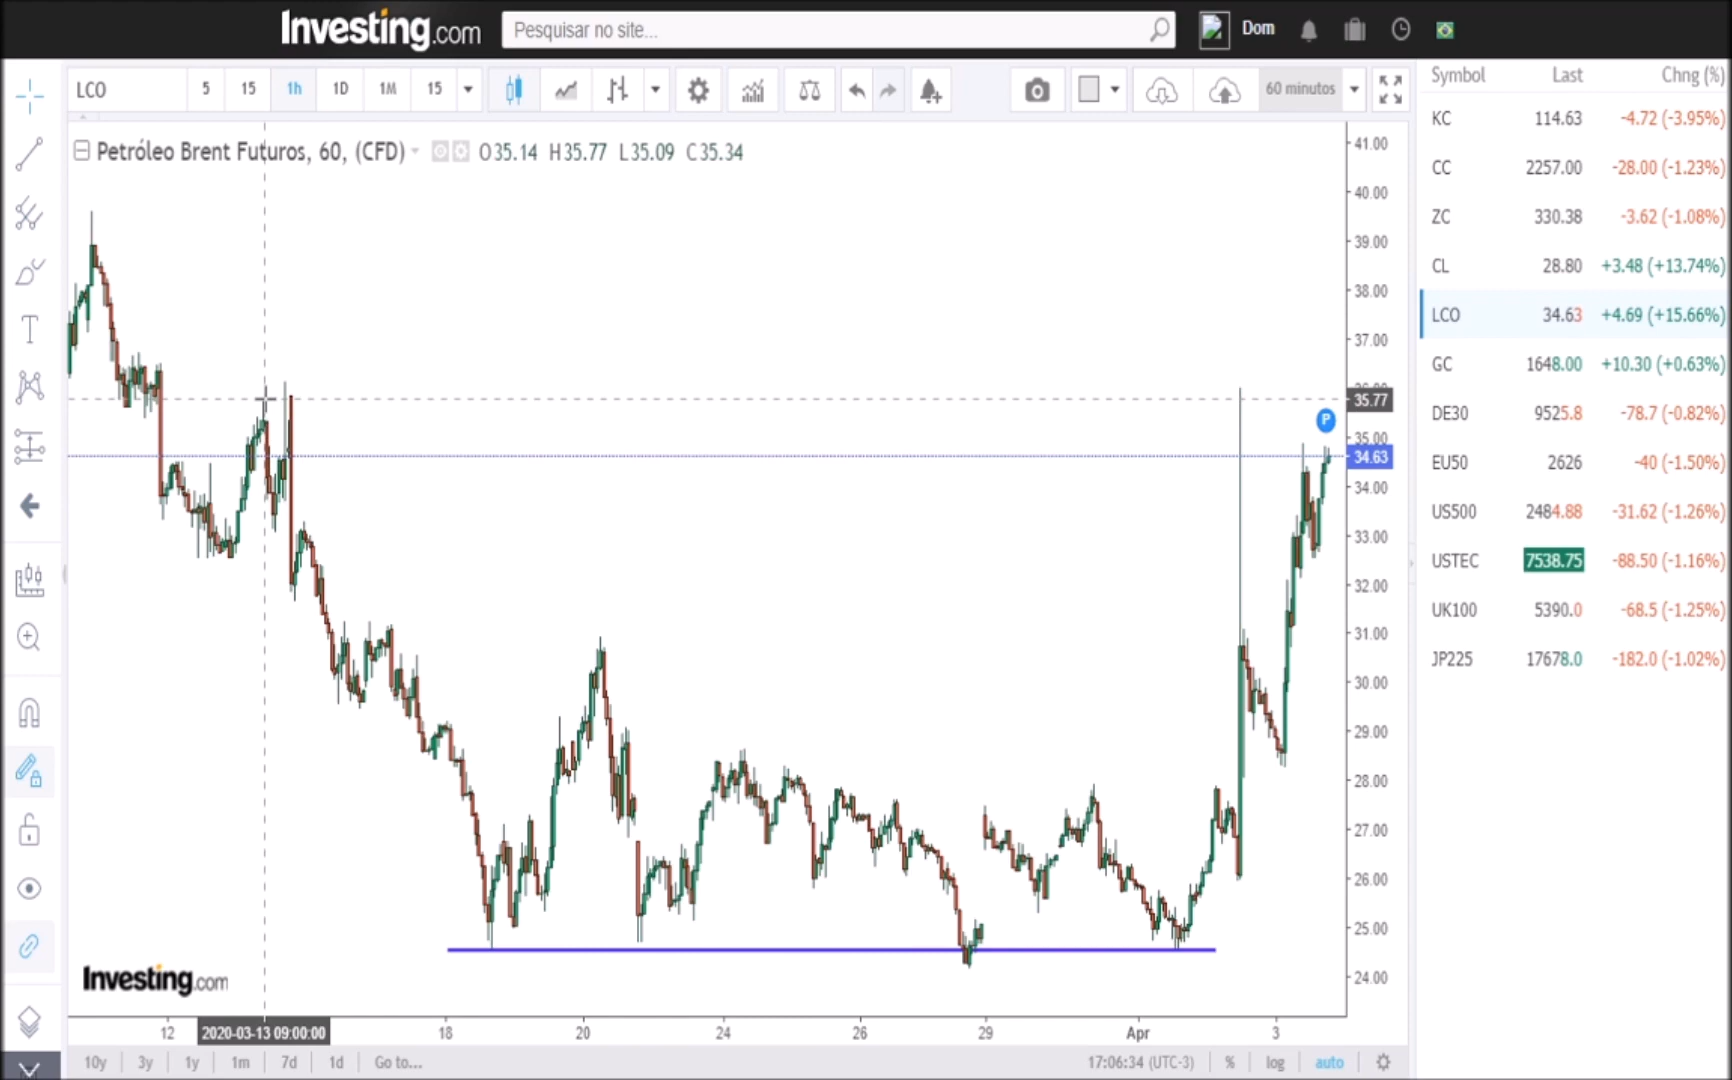 Investing.com
Pesquisar no site...
Dom
LCO 5 15 1h 1D 1M 15 60 minutos
Petróleo Brent Futuros, 60, (CFD) O35.14 H35.77 L35.09 C35.34
Symbol Last Chng (%)
KC 114.63 -4.72 (-3.95%)
CC 2257.00 -28.00 (-1.23%)
ZC 330.38 -3.62 (-1.08%)
CL 28.80 +3.48 (+13.74%)
LCO 34.63 +4.69 (+15.66%)
GC 1648.00 +10.30 (+0.63%)
DE30 9525.8 -78.7 (-0.82%)
EU50 2626 -40 (-1.50%)
US500 2484.88 -31.62 (-1.26%)
USTEC 7538.75 -88.50 (-1.16%)
UK100 5390.0 -68.5 (-1.25%)
JP225 17678.0 -182.0 (-1.02%)
41.00
40.00
39.00
38.00
37.00
35.77
P
35.00
34.63
34.00
33.00
32.00
31.00
30.00
29.00
28.00
27.00
26.00
25.00
24.00
Investing.com
12 2020-03-13 09:00:00 18 20 24 26 29 Apr 3
10y 3y 1y 1m 7d 1d Go to... 17:06:34 (UTC-3) % log auto